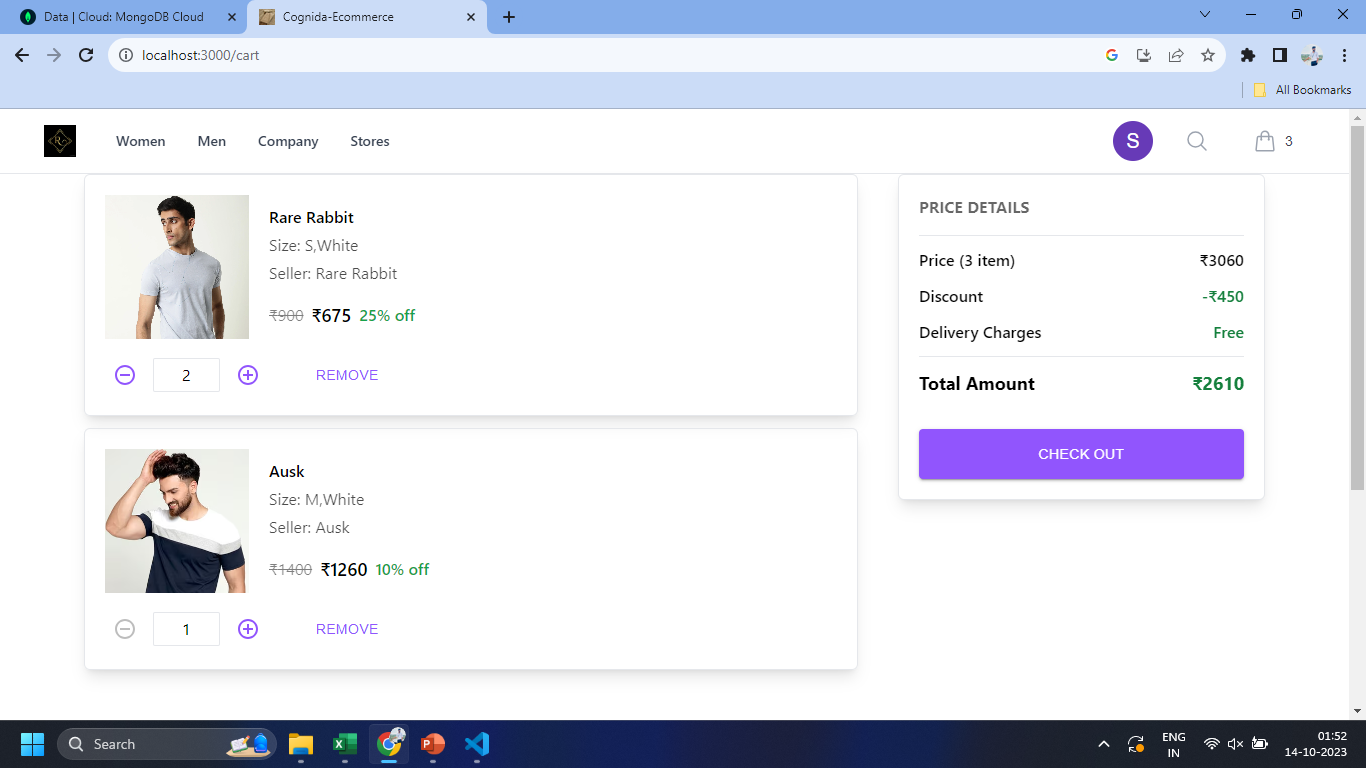 Data | Cloud: MongoDB Cloud
Cognida-Ecommerce
localhost:3000/cart
All Bookmarks
Women Men Company Stores
S
3
Rare Rabbit
Size: S,White
Seller: Rare Rabbit
₹900 ₹675 25% off
2
REMOVE
Ausk
Size: M,White
Seller: Ausk
₹1400 ₹1260 10% off
1
REMOVE
PRICE DETAILS
Price (3 item) ₹3060
Discount -₹450
Delivery Charges Free
Total Amount ₹2610
CHECK OUT
Search
ENG
IN
01:52
14-10-2023